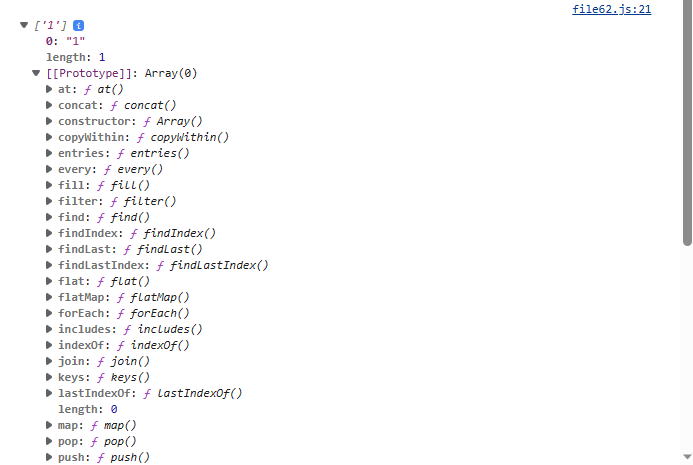 file62.js:21
▼ ['1'] i
0: "1"
length: 1
▼ [[Prototype]]: Array(0)
▶ at: ƒ at()
▶ concat: ƒ concat()
▶ constructor: ƒ Array()
▶ copyWithin: ƒ copyWithin()
▶ entries: ƒ entries()
▶ every: ƒ every()
▶ fill: ƒ fill()
▶ filter: ƒ filter()
▶ find: ƒ find()
▶ findIndex: ƒ findIndex()
▶ findLast: ƒ findLast()
▶ findLastIndex: ƒ findLastIndex()
▶ flat: ƒ flat()
▶ flatMap: ƒ flatMap()
▶ forEach: ƒ forEach()
▶ includes: ƒ includes()
▶ indexOf: ƒ indexOf()
▶ join: ƒ join()
▶ keys: ƒ keys()
▶ lastIndexOf: ƒ lastIndexOf()
length: 0
▶ map: ƒ map()
▶ pop: ƒ pop()
▶ push: ƒ push()